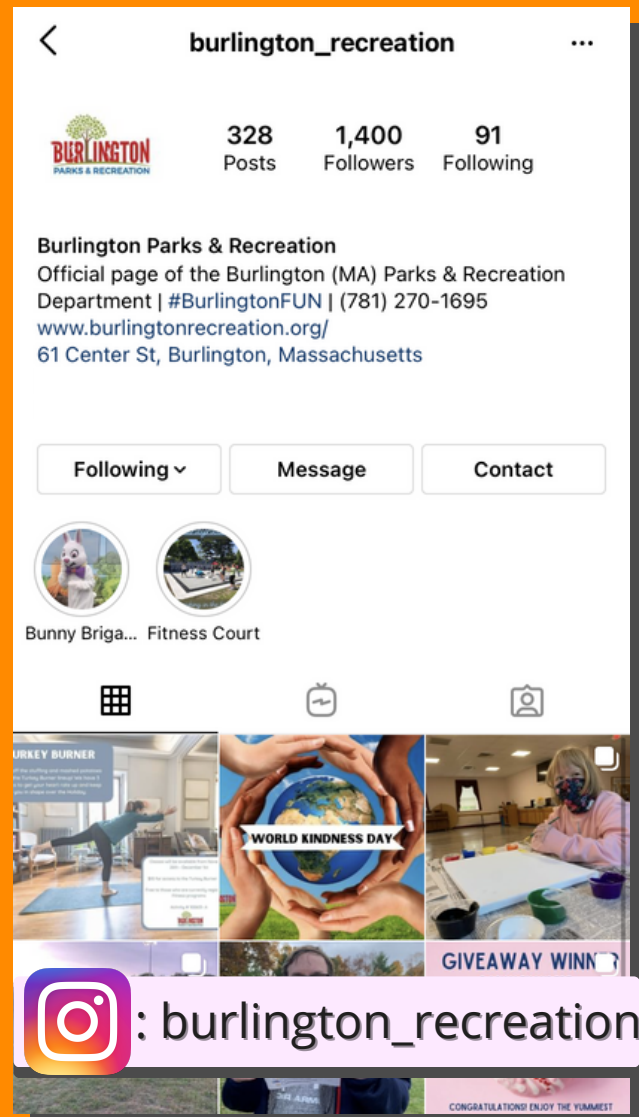 burlington_recreation
BURLINGTON
PARKS & RECREATION
328 1,400 91
Posts Followers Following
Burlington Parks & Recreation
Official page of the Burlington (MA) Parks & Recreation
Department | #BurlingtonFUN | (781) 270-1695
www.burlingtonrecreation.org/
61 Center St, Burlington, Massachusetts
Following Message Contact
Bunny Briga... Fitness Court
URKEY BURNER
WORLD KINDNESS DAY
GIVEAWAY WINN R
: burlington_recreation
CONGRATULATIONS! ENJOY THE YUMMIEST